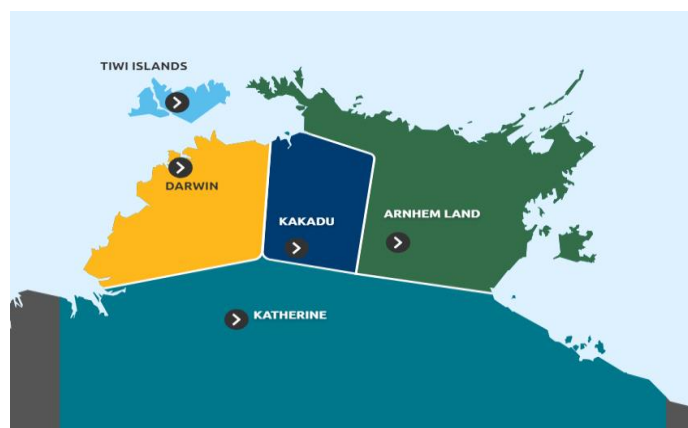 TIWI ISLANDS
DARWIN
KAKADU
ARNHEM LAND
KATHERINE